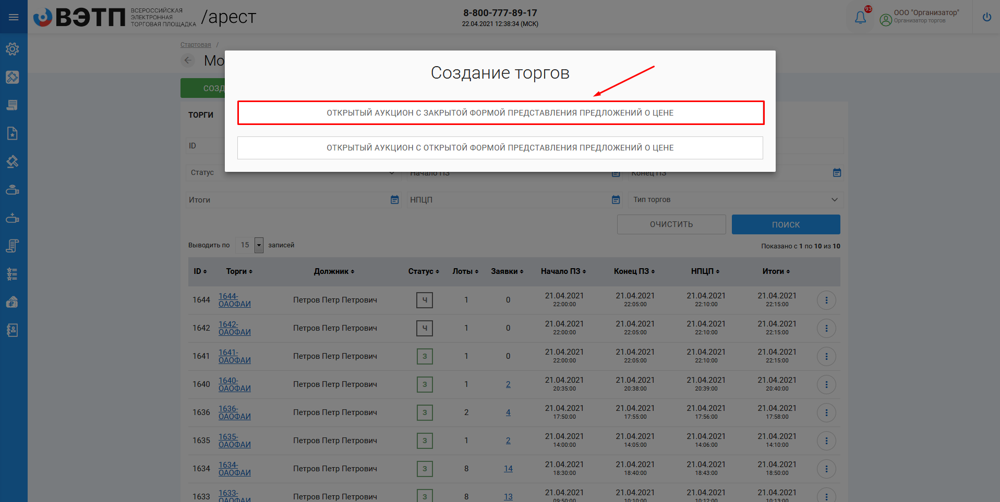 ВЭТП
ВСЕРОССИЙСКАЯ
ЭЛЕКТРОННАЯ
ТОРГОВАЯ ПЛОЩАДКА
/арест
8-800-777-89-17
22.04.2021 12:38:34 (МСК)
93
ООО "Организатор"
Организатор торгов
Стартовая /
Мо
СОЗД
Создание торгов
ОТКРЫТЫЙ АУКЦИОН С ЗАКРЫТОЙ ФОРМОЙ ПРЕДСТАВЛЕНИЯ ПРЕДЛОЖЕНИЙ О ЦЕНЕ
ОТКРЫТЫЙ АУКЦИОН С ОТКРЫТОЙ ФОРМОЙ ПРЕДСТАВЛЕНИЯ ПРЕДЛОЖЕНИЙ О ЦЕНЕ
ТОРГИ
ID
Статус Начало ПЗ Конец ПЗ
Итоги НПЦП Тип торгов
ОЧИСТИТЬ ПОИСК
Выводить по 15 записей
Показано с 1 по 10 из 10
ID Торги Должник Статус Лоты Заявки Начало ПЗ Конец ПЗ НПЦП Итоги
1644 1644-ОАОФАИ Петров Петр Петрович Ч 1 0 21.04.2021 22:00:00 21.04.2021 22:05:00 21.04.2021 22:10:00 21.04.2021 22:15:00
1642 1642-ОАОФАИ Петров Петр Петрович Ч 1 0 21.04.2021 22:00:00 21.04.2021 22:05:00 21.04.2021 22:10:00 21.04.2021 22:15:00
1641 1641-ОАОФАИ Петров Петр Петрович З 1 0 21.04.2021 22:00:00 21.04.2021 22:05:00 21.04.2021 22:10:00 21.04.2021 22:15:00
1640 1640-ОАОФАИ Петров Петр Петрович З 1 2 21.04.2021 20:35:00 21.04.2021 20:38:00 21.04.2021 20:39:00 21.04.2021 20:40:00
1636 1636-ОАОФАИ Петров Петр Петрович З 2 4 21.04.2021 17:50:00 21.04.2021 17:55:00 21.04.2021 17:56:00 21.04.2021 17:58:00
1635 1635-ОАОФАИ Петров Петр Петрович З 1 2 21.04.2021 14:00:00 21.04.2021 14:05:00 21.04.2021 14:06:00 21.04.2021 14:10:00
1634 1634-ОАОФАИ Петров Петр Петрович З 8 14 21.04.2021 18:30:00 21.04.2021 18:40:00 21.04.2021 18:43:00 21.04.2021 18:50:00
1633 1633-ОАОФАИ Петров Петр Петрович З 8 13 21.04.2021 09:50:00 21.04.2021 10:10:00 21.04.2021 10:12:00 21.04.2021 10:13:00